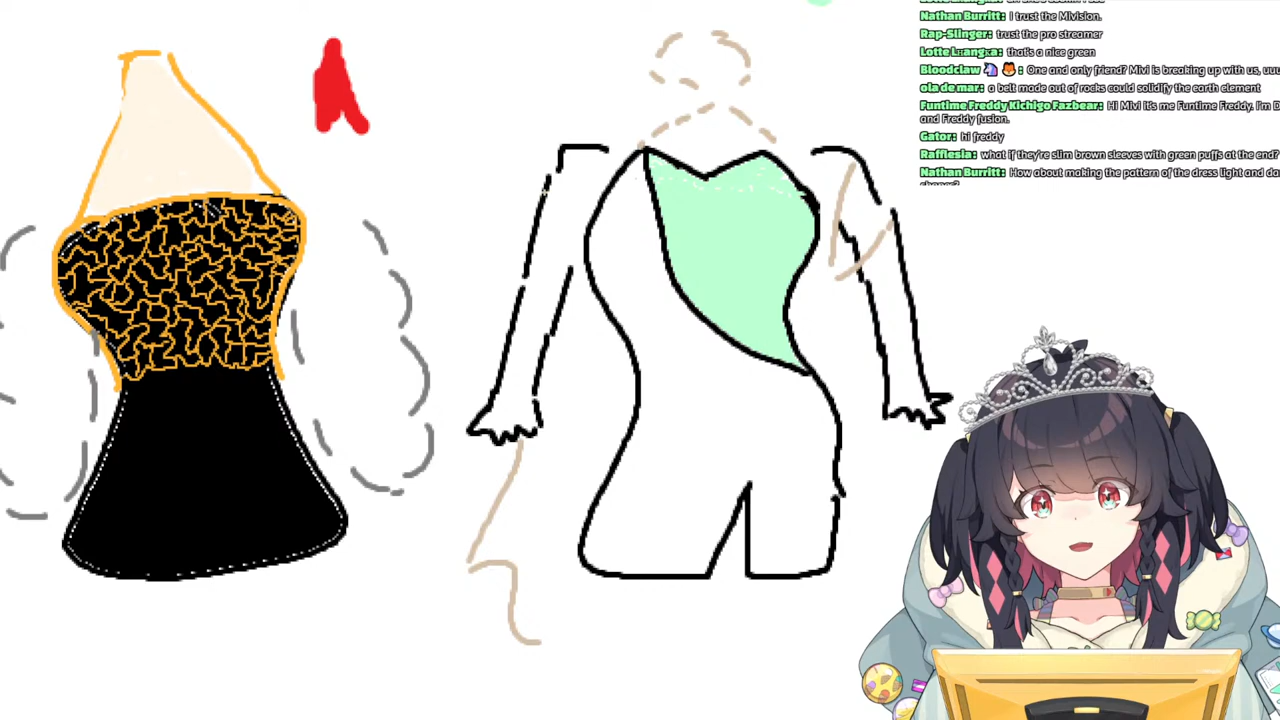 Nathan Burritt: I trust the Mivision.
Rap-Slinger: trust the pro streamer
Lotte Luangxa: that's a nice green
Bloodclaw : One and only friend? Mivi is breaking up with us, uuu
ola de mar: a belt made out of rocks could solidify the earth element
Funtime Freddy Kichigo Fazbear: Hi Mivi it's me Funtime Freddy, I'm D
and Freddy fusion.
Gator: hi freddy
Rafflesia: what if they're slim brown sleeves with green puffs at the end?
Nathan Burritt: How about making the pattern of the dress light and da